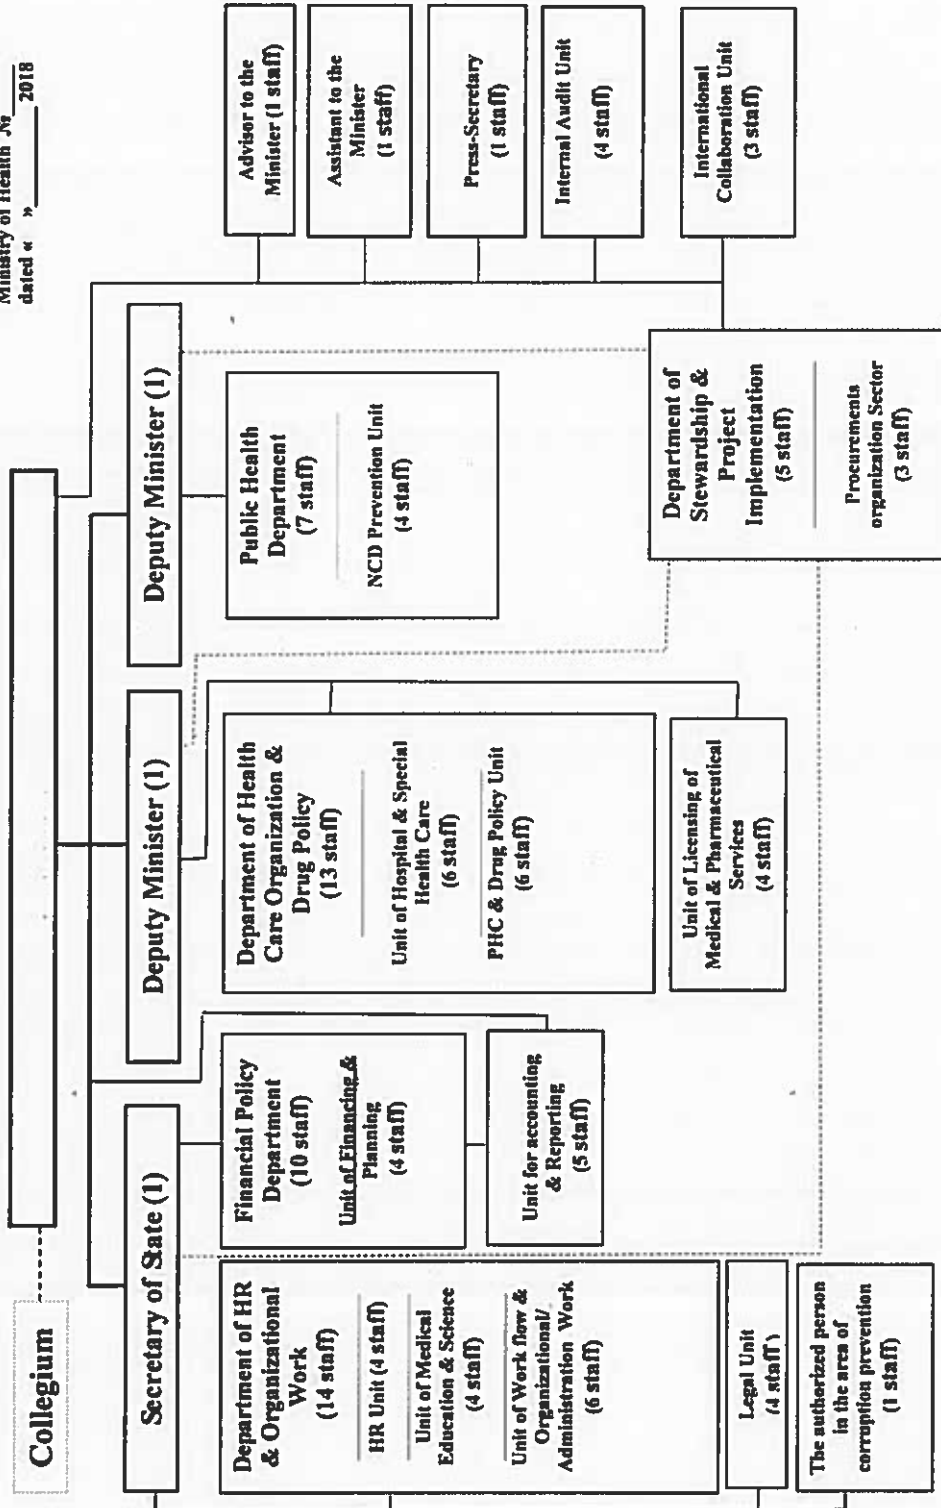 Ministry of Health №
dated « » 2018
Collegium
Secretary of State (1)
Deputy Minister (1)
Deputy Minister (1)
Department of HR
& Organizational
Work
(14 staff)
HR Unit (4 staff)
Unit of Medical
Education & Science
(4 staff)
Unit of Work flow &
Organizational/
Administration Work
(6 staff)
Legal Unit
(4 staff)
The authorized person
in the area of
corruption prevention
(1 staff)
Financial Policy
Department
(10 staff)
Unit of Financing &
Planning
(4 staff)
Unit for accounting
& Reporting
(5 staff)
Department of Health
Care Organization &
Drug Policy
(13 staff)
Unit of Hospital & Special
Health Care
(6 staff)
PHC & Drug Policy Unit
(6 staff)
Unit of Licensing of
Medical & Pharmaceutical
Services
(4 staff)
Public Health
Department
(7 staff)
NCD Prevention Unit
(4 staff)
Department of
Stewardship &
Project
Implementation
(5 staff)
Procurements
organization Sector
(3 staff)
Advisor to the
Minister (1 staff)
Assistant to the
Minister
(1 staff)
Press-Secretary
(1 staff)
Internal Audit Unit
(4 staff)
International
Collaboration Unit
(3 staff)